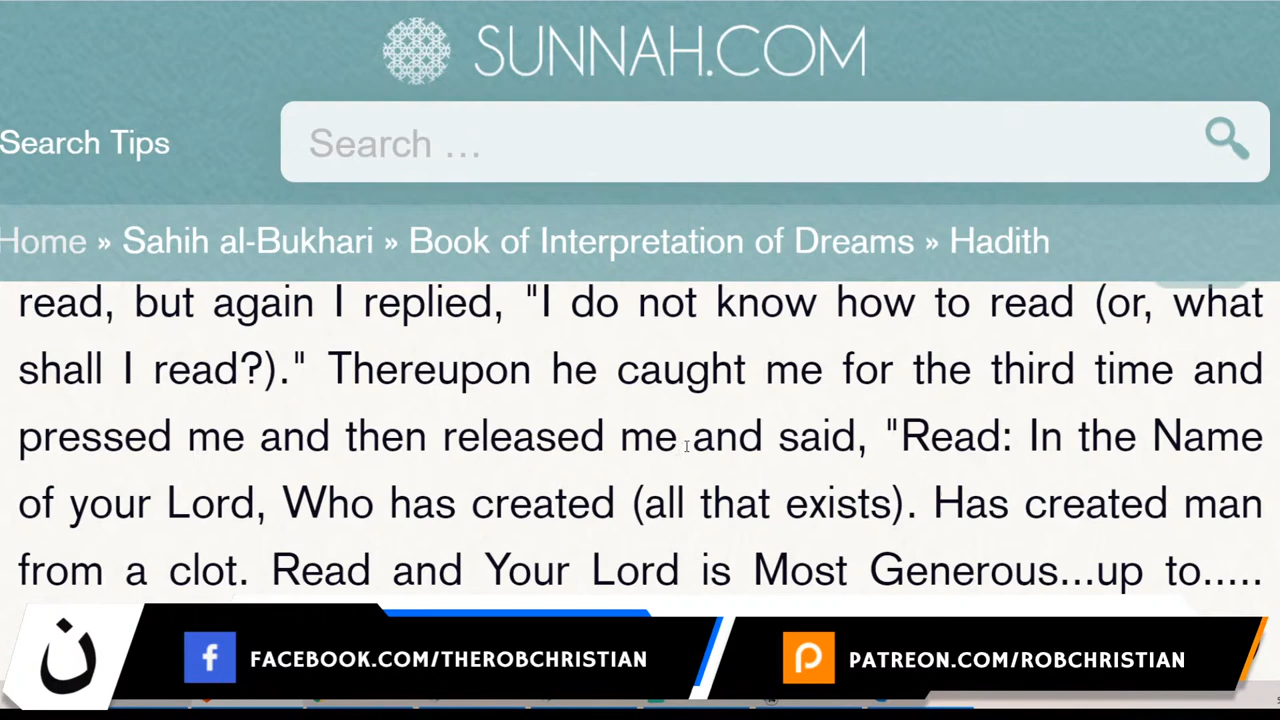 SUNNAH.COM
Search Tips
Search ...
Home » Sahih al-Bukhari » Book of Interpretation of Dreams » Hadith
read, but again I replied, "I do not know how to read (or, what
shall I read?)." Thereupon he caught me for the third time and
pressed me and then released me and said, "Read: In the Name
of your Lord, Who has created (all that exists). Has created man
from a clot. Read and Your Lord is Most Generous...up to.....
ن
FACEBOOK.COM/THEROBCHRISTIAN
PATREON.COM/ROBCHRISTIAN